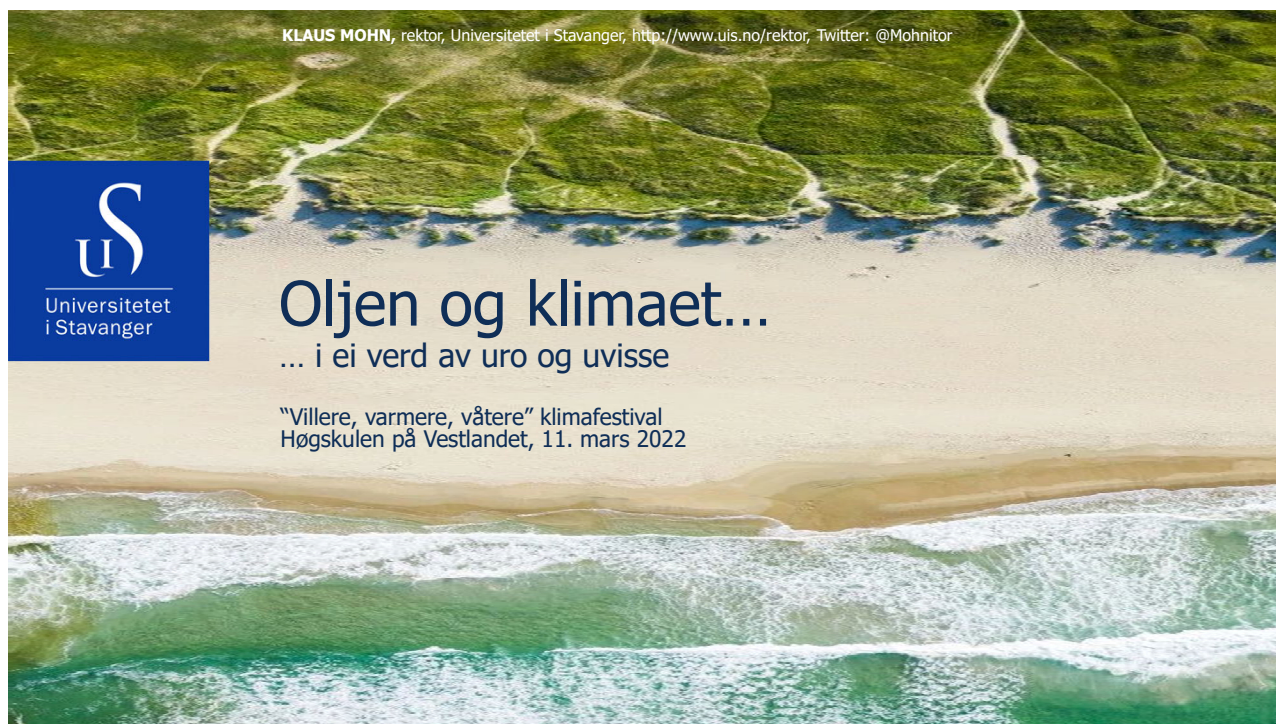 KLAUS MOHN, rektor, Universitetet i Stavanger, http://www.uis.no/rektor, Twitter: @Mohnitor
uS
Universitetet
i Stavanger
Oljen og klimaet...
... i ei verd av uro og uvisse
“Villere, varmere, våtere” klimafestival
Høgskulen på Vestlandet, 11. mars 2022